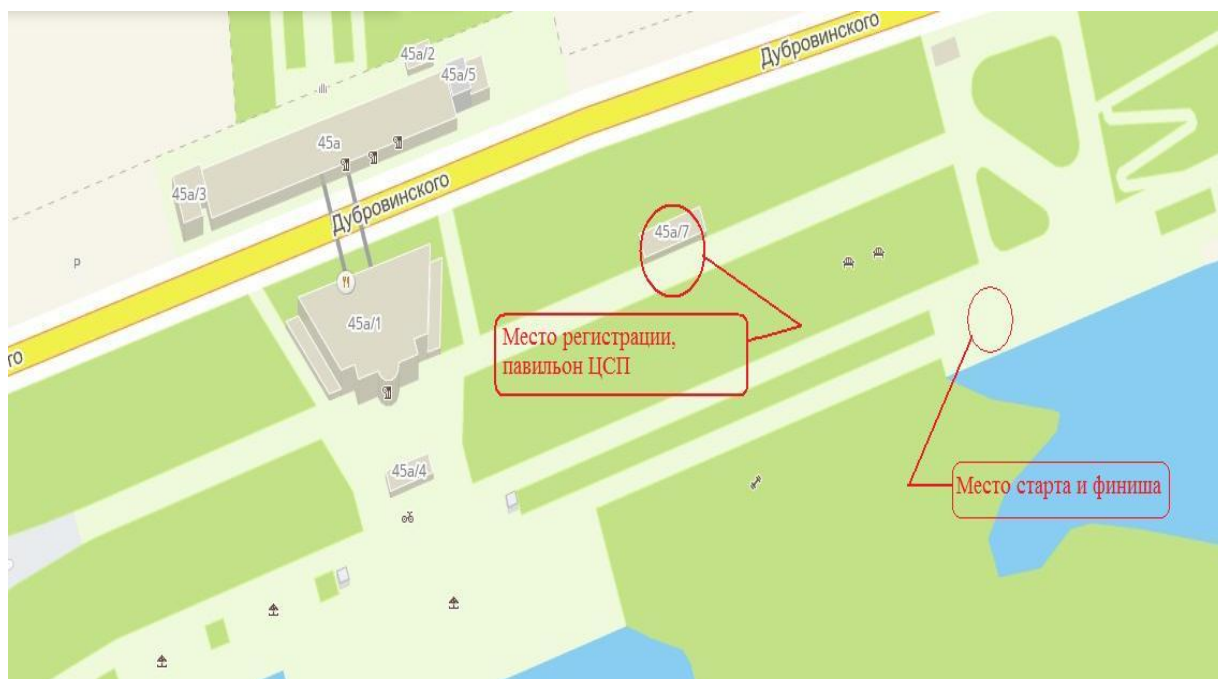 45а/2
Дубровинского
45а/5
45а
45а/3
Дубровинского
45а/7
P
45а/1
Место регистрации,
павильон ЦСП
го
45а/4
Место старта и финиша